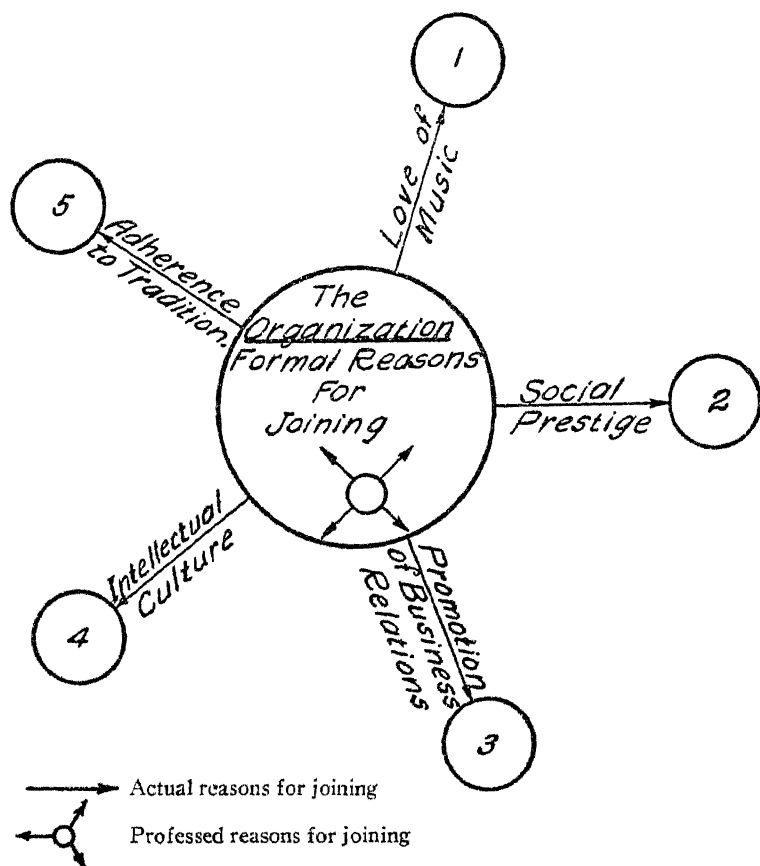 1
Love of
Music
5
Adherence
to Tradition.
The
Organization
Formal Reasons
For
Joining
Social
Prestige
2
Intellectual
Culture
4
Promotion
of Business
Relations
3
Actual reasons for joining
Professed reasons for joining